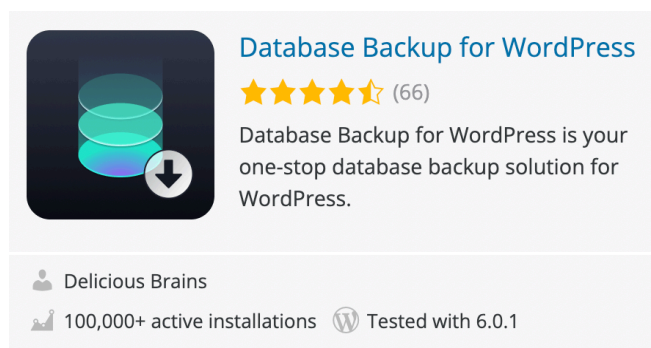 Database Backup for WordPress
(66)
Database Backup for WordPress is your
one-stop database backup solution for
WordPress.
Delicious Brains
100,000+ active installations Tested with 6.0.1